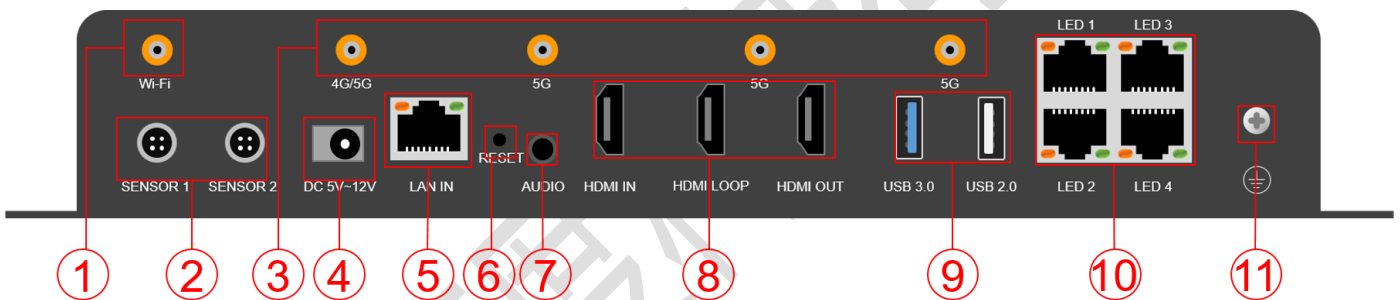 LED 1 LED 3
Wi-Fi 4G/5G 5G 5G 5G
RESET
SENSOR 1 SENSOR 2 DC 5V~12V LAN IN AUDIO HDMI IN HDMI LOOP HDMI OUT USB 3.0 USB 2.0 LED 2 LED 4
1 2 3 4 5 6 7 8 9 10 11